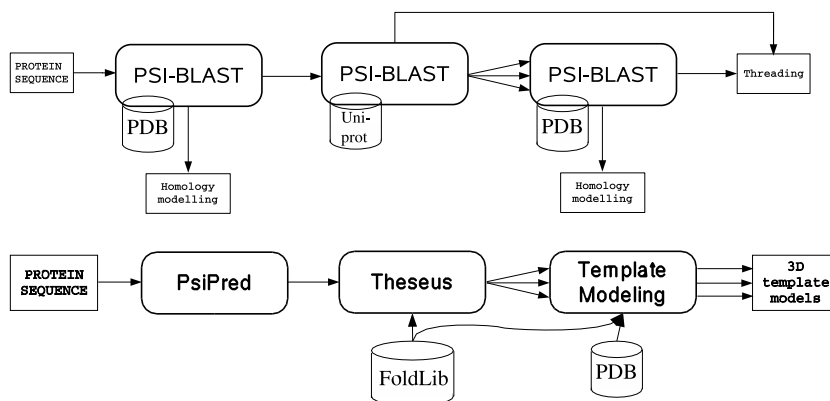 PROTEIN
SEQUENCE
PSI-BLAST
PDB
Homology
modelling
PSI-BLAST
Uni-
prot
PSI-BLAST
PDB
Homology
modelling
Threading
PROTEIN
SEQUENCE
PsiPred
Theseus
FoldLib
Template
Modeling
PDB
3D
template
models